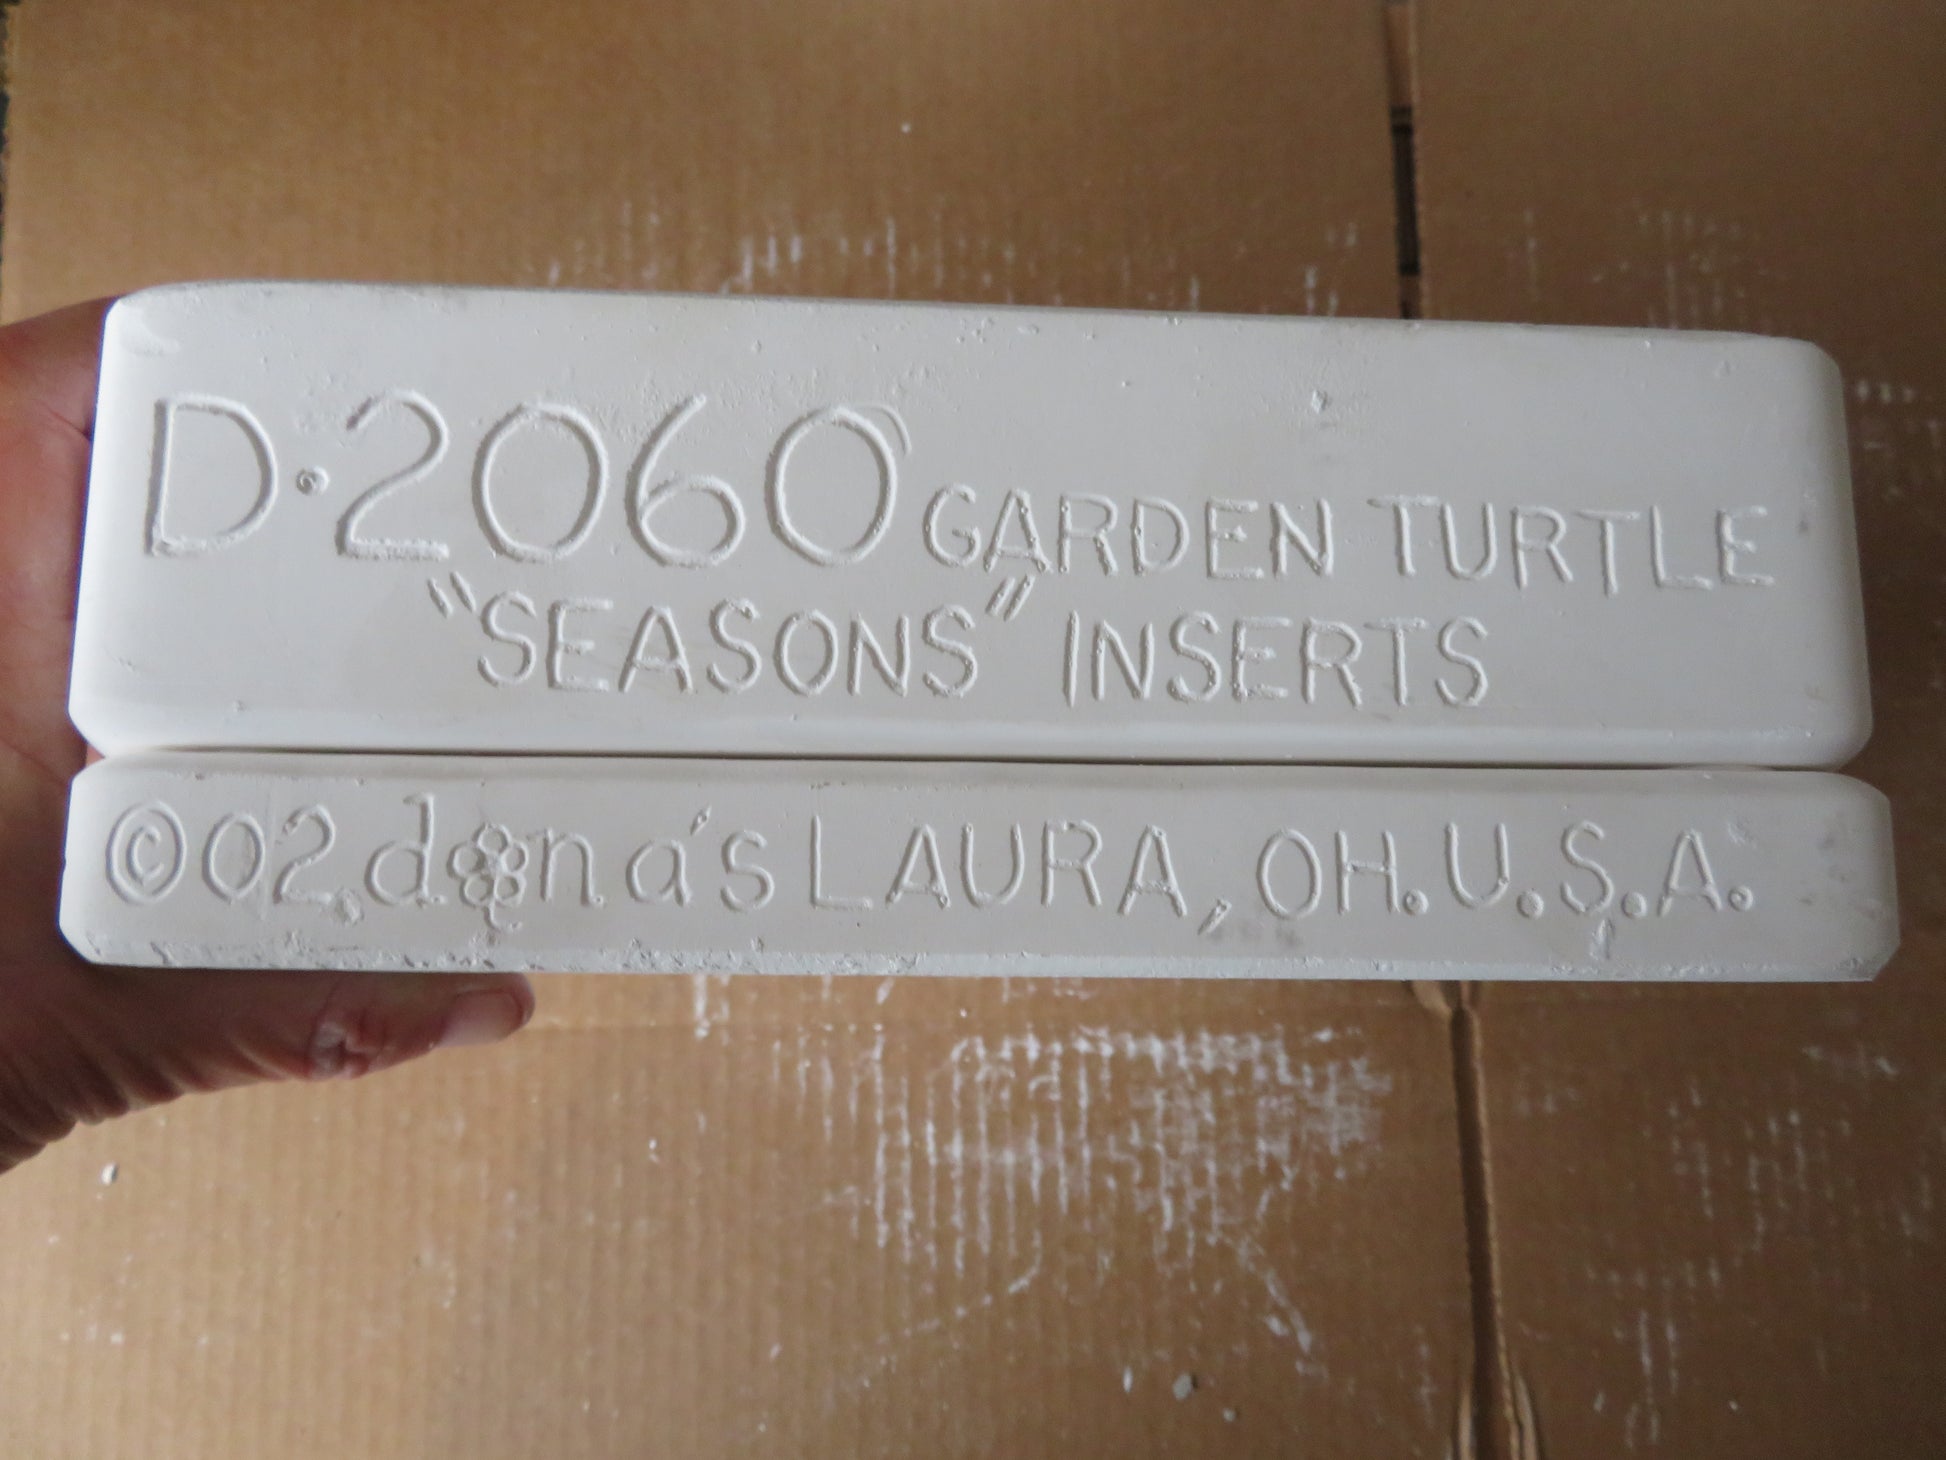 D·2060 GARDEN TURTLE
"SEASONS" INSERTS
©02 dona's LAURA, OH. U.S.A.